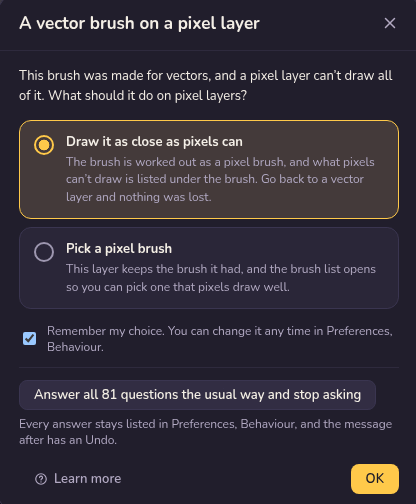 A vector brush on a pixel layer
This brush was made for vectors, and a pixel layer can't draw all
of it. What should it do on pixel layers?
Draw it as close as pixels can
The brush is worked out as a pixel brush, and what pixels
can't draw is listed under the brush. Go back to a vector
layer and nothing was lost.
Pick a pixel brush
This layer keeps the brush it had, and the brush list opens
so you can pick one that pixels draw well.
Remember my choice. You can change it any time in Preferences,
Behaviour.
Answer all 81 questions the usual way and stop asking
Every answer stays listed in Preferences, Behaviour, and the message
after has an Undo.
Learn more
OK